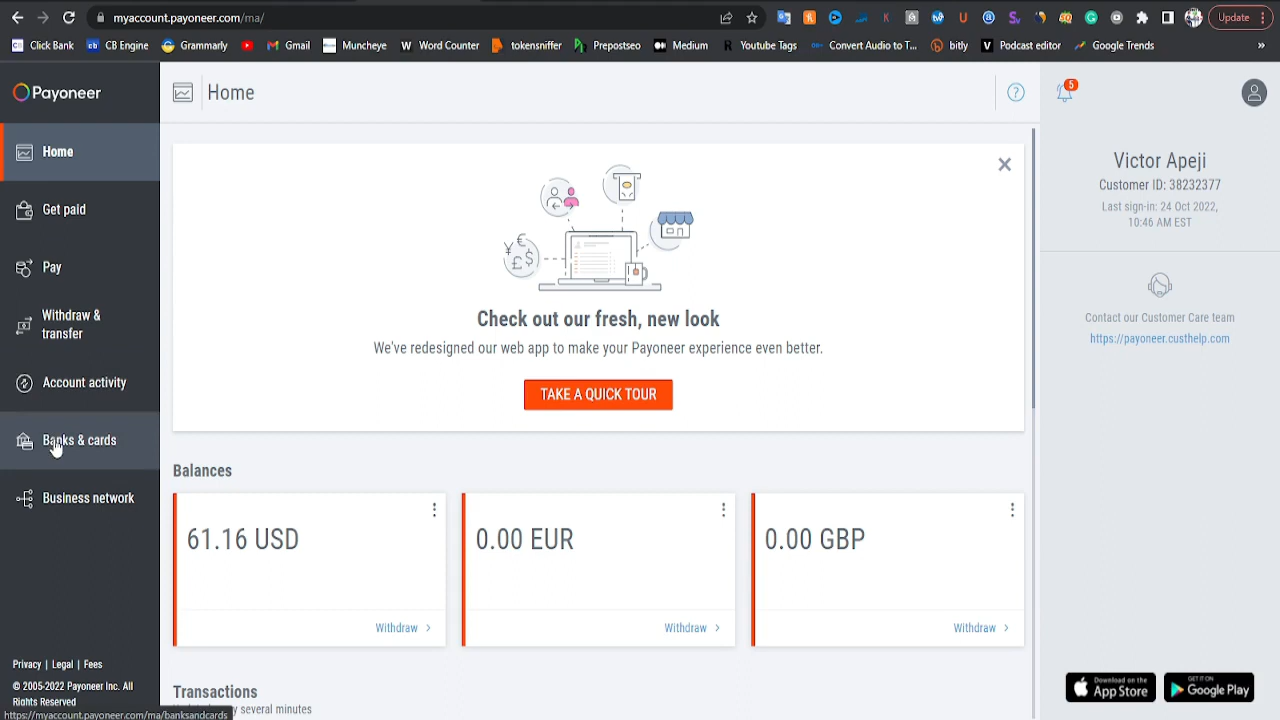 myaccount.payoneer.com/ma/
Update
Click Bank
CB Engine
Grammarly
Gmail
Muncheye
Word Counter
tokensniffer
Prepostseo
Medium
Youtube Tags
Convert Audio to T...
bitly
Podcast editor
Google Trends
»
Payoneer
Home
Get paid
Pay
Withdraw &
transfer
Account activity
Banks & cards
Business network
Privacy | Legal | Fees
© 2005-2022 Payoneer Inc. All
Rights Reserved
https://myaccount.payoneer.com/ma/banksandcards
Home
?
Check out our fresh, new look
We've redesigned our web app to make your Payoneer experience even better.
TAKE A QUICK TOUR
Balances
61.16 USD
Withdraw >
0.00 EUR
Withdraw >
0.00 GBP
Withdraw >
Transactions
several minutes
5
Victor Apeji
Customer ID: 38232377
Last sign-in: 24 Oct 2022,
10:46 AM EST
Contact our Customer Care team
https://payoneer.custhelp.com
Download on the
App Store
GET IT ON
Google Play